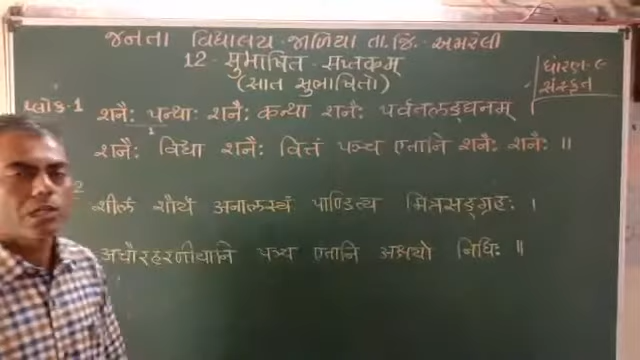 જનતા વિદ્યાલય જાળિયા તા.જિ. અમરેલી
12 - સુભાષિત - સપ્તકમ્
(સાત સુભાષિતો)
ધોરણ-૯
સંસ્કૃત
શ્લોક-1 शनैः पन्थाः शनैः कन्था शनैः पर्वतलङ्घनम्
शनैः विद्या शनैः वित्तं पञ्च एतानि शनैः शनैः ॥
2 शीलं शौर्यं अनालस्यं पाण्डित्य मित्रसङ्ग्रहः ।
अचौरहरणीयानि पञ्च एतानि अक्षयो निधिः ॥